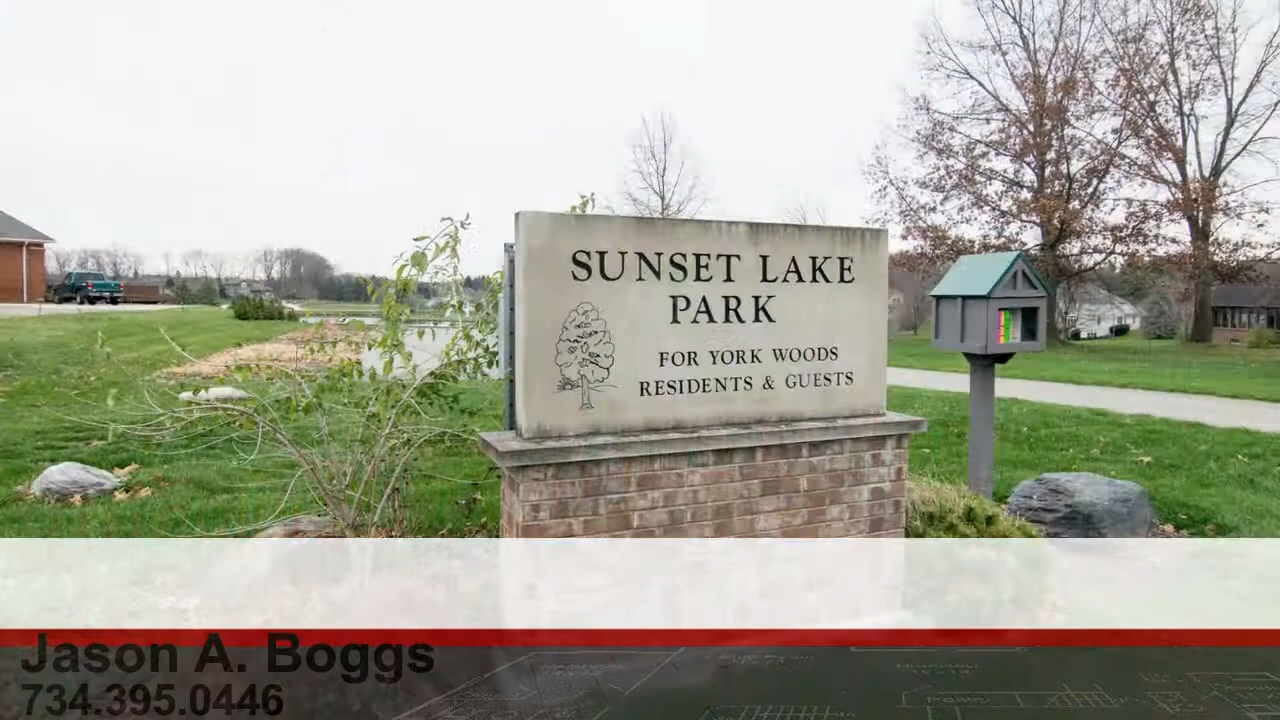 SUNSET LAKE
PARK
FOR YORK WOODS
RESIDENTS & GUESTS
Jason A. Boggs
734.395.0446